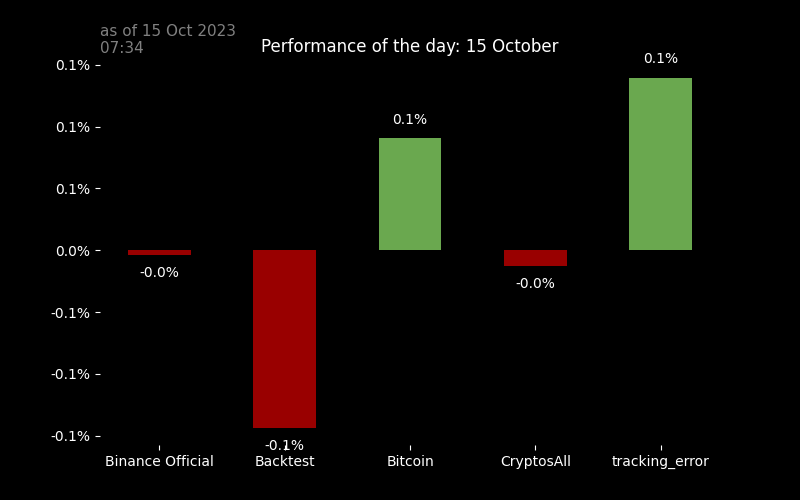 as of 15 Oct 2023
07:34
Performance of the day: 15 October
0.1%
0.1%
0.1%
0.0%
-0.1%
-0.1%
-0.1%
-0.0%
-0.1%
0.1%
-0.0%
0.1%
Binance Official
Backtest
Bitcoin
CryptosAll
tracking_error